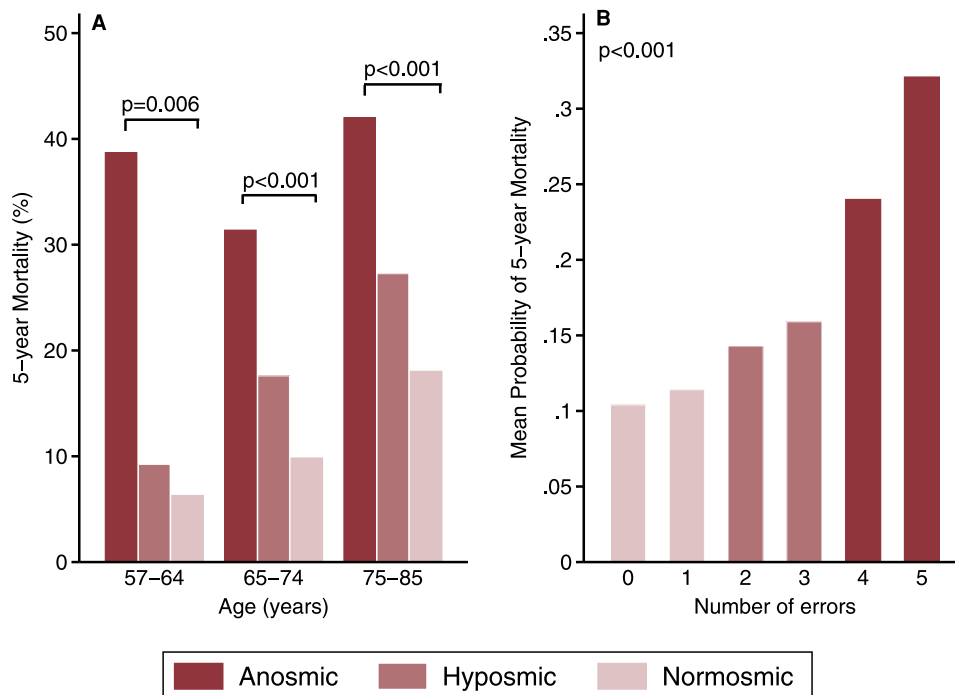 A
5−year Mortality (%)
50
40
30
20
10
0
p=0.006
p<0.001
p<0.001
57−64 65−74 75−85
Age (years)
B
p<0.001
Mean Probability of 5−year Mortality
.35
.3
.25
.2
.15
.1
.05
0
0 1 2 3 4 5
Number of errors
Anosmic Hyposmic Normosmic